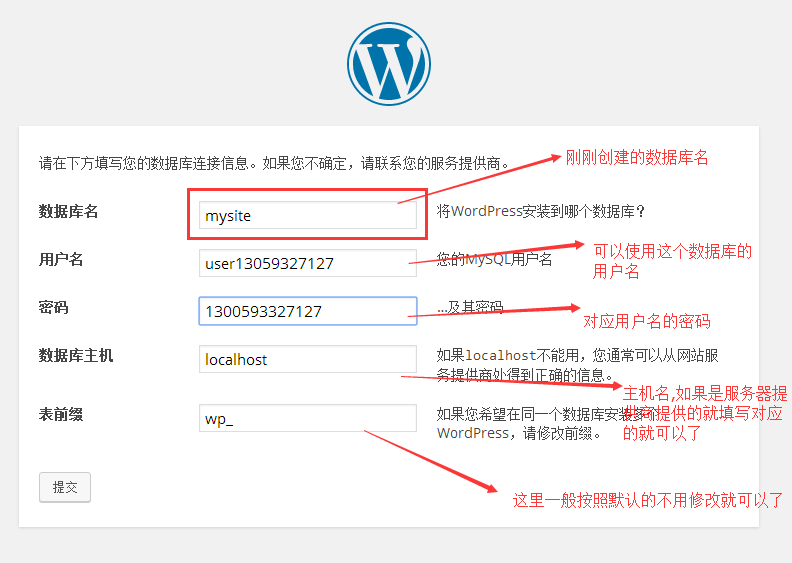 请在下方填写您的数据库连接信息。如果您不确定，请联系您的服务提供商。
刚刚创建的数据库名
数据库名
mysite
将WordPress安装到哪个数据库？
用户名
user13059327127
您的MySQL用户名
可以使用这个数据库的
用户名
密码
1300593327127
…及其密码
对应用户名的密码
数据库主机
localhost
如果localhost不能用，您通常可以从网站服
务提供商处得到正确的信息。
主机名,如果是服务器提
供商提供的就填写对应
的就可以了
表前缀
wp_
如果您希望在同一个数据库安装多个
WordPress，请修改前缀。
提交
这里一般按照默认的不用修改就可以了